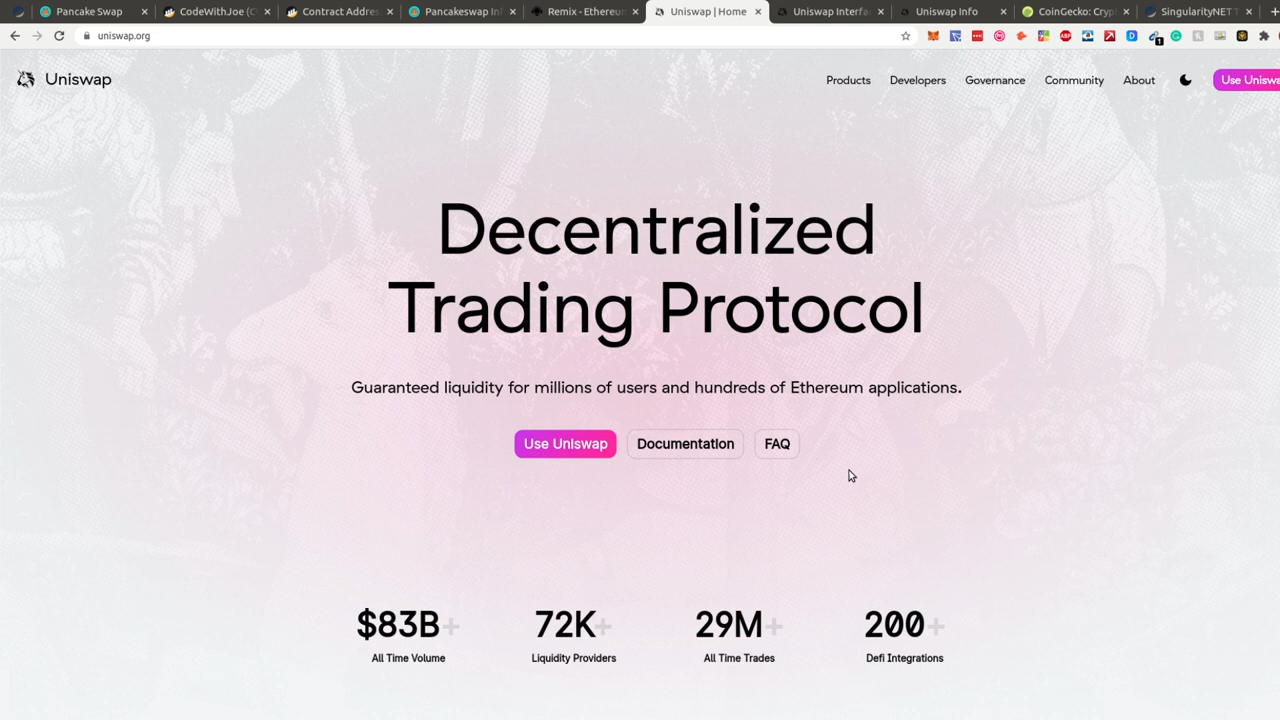 Pancake Swap
CodeWithJoe (C
Contract Addres
Pancakeswap In
Remix - Ethereum
Uniswap | Home
Uniswap Interfa
Uniswap Info
CoinGecko: Cryp
SingularityNET T
uniswap.org
ABP
D
1
Uniswap
Products
Developers
Governance
Community
About
Use Uniswa
Decentralized
Trading Protocol
Guaranteed liquidity for millions of users and hundreds of Ethereum applications.
Use Uniswap
Documentation
FAQ
$83B+
72K+
29M+
200+
All Time Volume
Liquidity Providers
All Time Trades
Defi Integrations